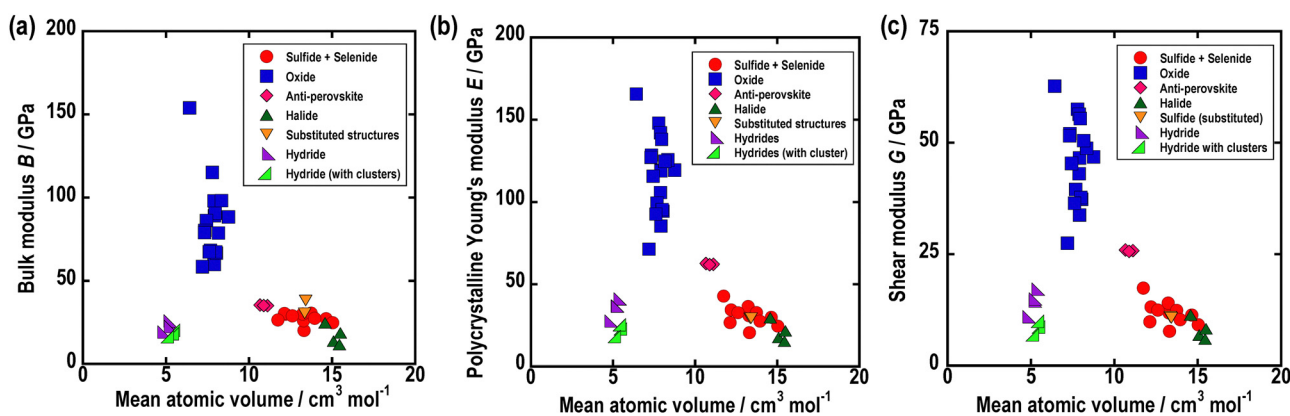 (a)
Bulk modulus B / GPa
200
150
100
50
0
0
5
10
15
20
Mean atomic volume / cm³ mol⁻¹
Sulfide + Selenide
Oxide
Anti-perovskite
Halide
Substituted structures
Hydride
Hydride (with clusters)
(b)
Polycrystalline Young's modulus E / GPa
200
150
100
50
0
0
5
10
15
20
Mean atomic volume / cm³ mol⁻¹
Sulfide + Selenide
Oxide
Anti-perovskite
Halide
Substituted structures
Hydrides
Hydrides (with cluster)
(c)
Shear modulus G / GPa
75
50
25
0
0
5
10
15
20
Mean atomic volume / cm³ mol⁻¹
Sulfide + Selenide
Oxide
Anti-perovskite
Halide
Sulfide (substituted)
Hydride
Hydride with clusters